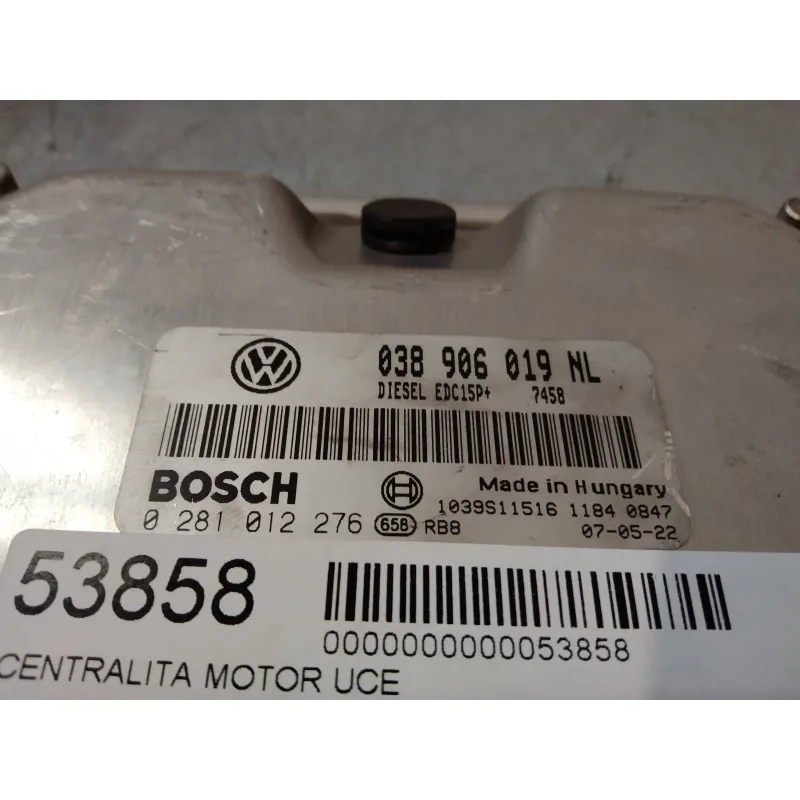 VW
038 906 019 NL
DIESEL EDC15P+ 7458
BOSCH
Made in Hungary
1039S11516 1184 0847
0 281 012 276 658 RB8 07-05-22
53858
0000000000053858
CENTRALITA MOTOR UCE